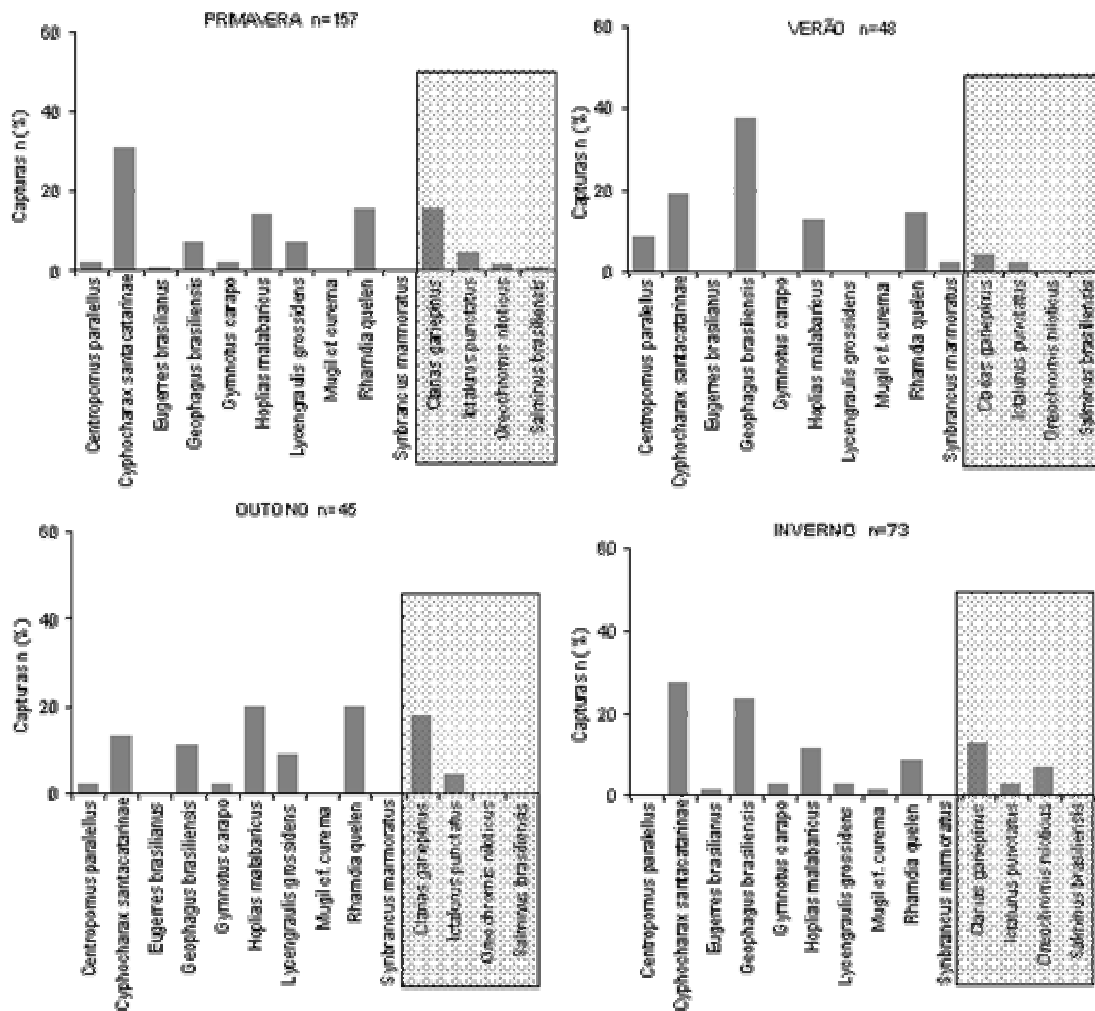 PRIMAVERA n=157
Capturas n (%)
60
40
20
0
Centropomus paralellus
Cyphocharax santacatarinae
Eugerres brasilianus
Geophagus brasiliensis
Gymnotus carapo
Hoplias malabaricus
Lycengraulis grossidens
Mugil cf. curema
Rhamdia quelen
Synbrancus marmoratus
Clarias gariepinus
Ictalurus punctatus
Oreochromis niloticus
Salminus brasiliensis
VERÃO n=48
Capturas n (%)
60
40
20
0
Centropomus paralellus
Cyphocharax santacatarinae
Eugerres brasilianus
Geophagus brasiliensis
Gymnotus carapo
Hoplias malabaricus
Lycengraulis grossidens
Mugil cf. curema
Rhamdia quelen
Synbrancus marmoratus
Clarias gariepinus
Ictalurus punctatus
Oreochromis niloticus
Salminus brasiliensis
OUTONO n=45
Capturas n (%)
60
40
20
0
Centropomus paralellus
Cyphocharax santacatarinae
Eugerres brasilianus
Geophagus brasiliensis
Gymnotus carapo
Hoplias malabaricus
Lycengraulis grossidens
Mugil cf. curema
Rhamdia quelen
Synbrancus marmoratus
Clarias gariepinus
Ictalurus punctatus
Oreochromis niloticus
Salminus brasiliensis
INVERNO n=73
Capturas n (%)
60
40
20
0
Centropomus paralellus
Cyphocharax santacatarinae
Eugerres brasilianus
Geophagus brasiliensis
Gymnotus carapo
Hoplias malabaricus
Lycengraulis grossidens
Mugil cf. curema
Rhamdia quelen
Synbrancus marmoratus
Clarias gariepinus
Ictalurus punctatus
Oreochromis niloticus
Salminus brasiliensis